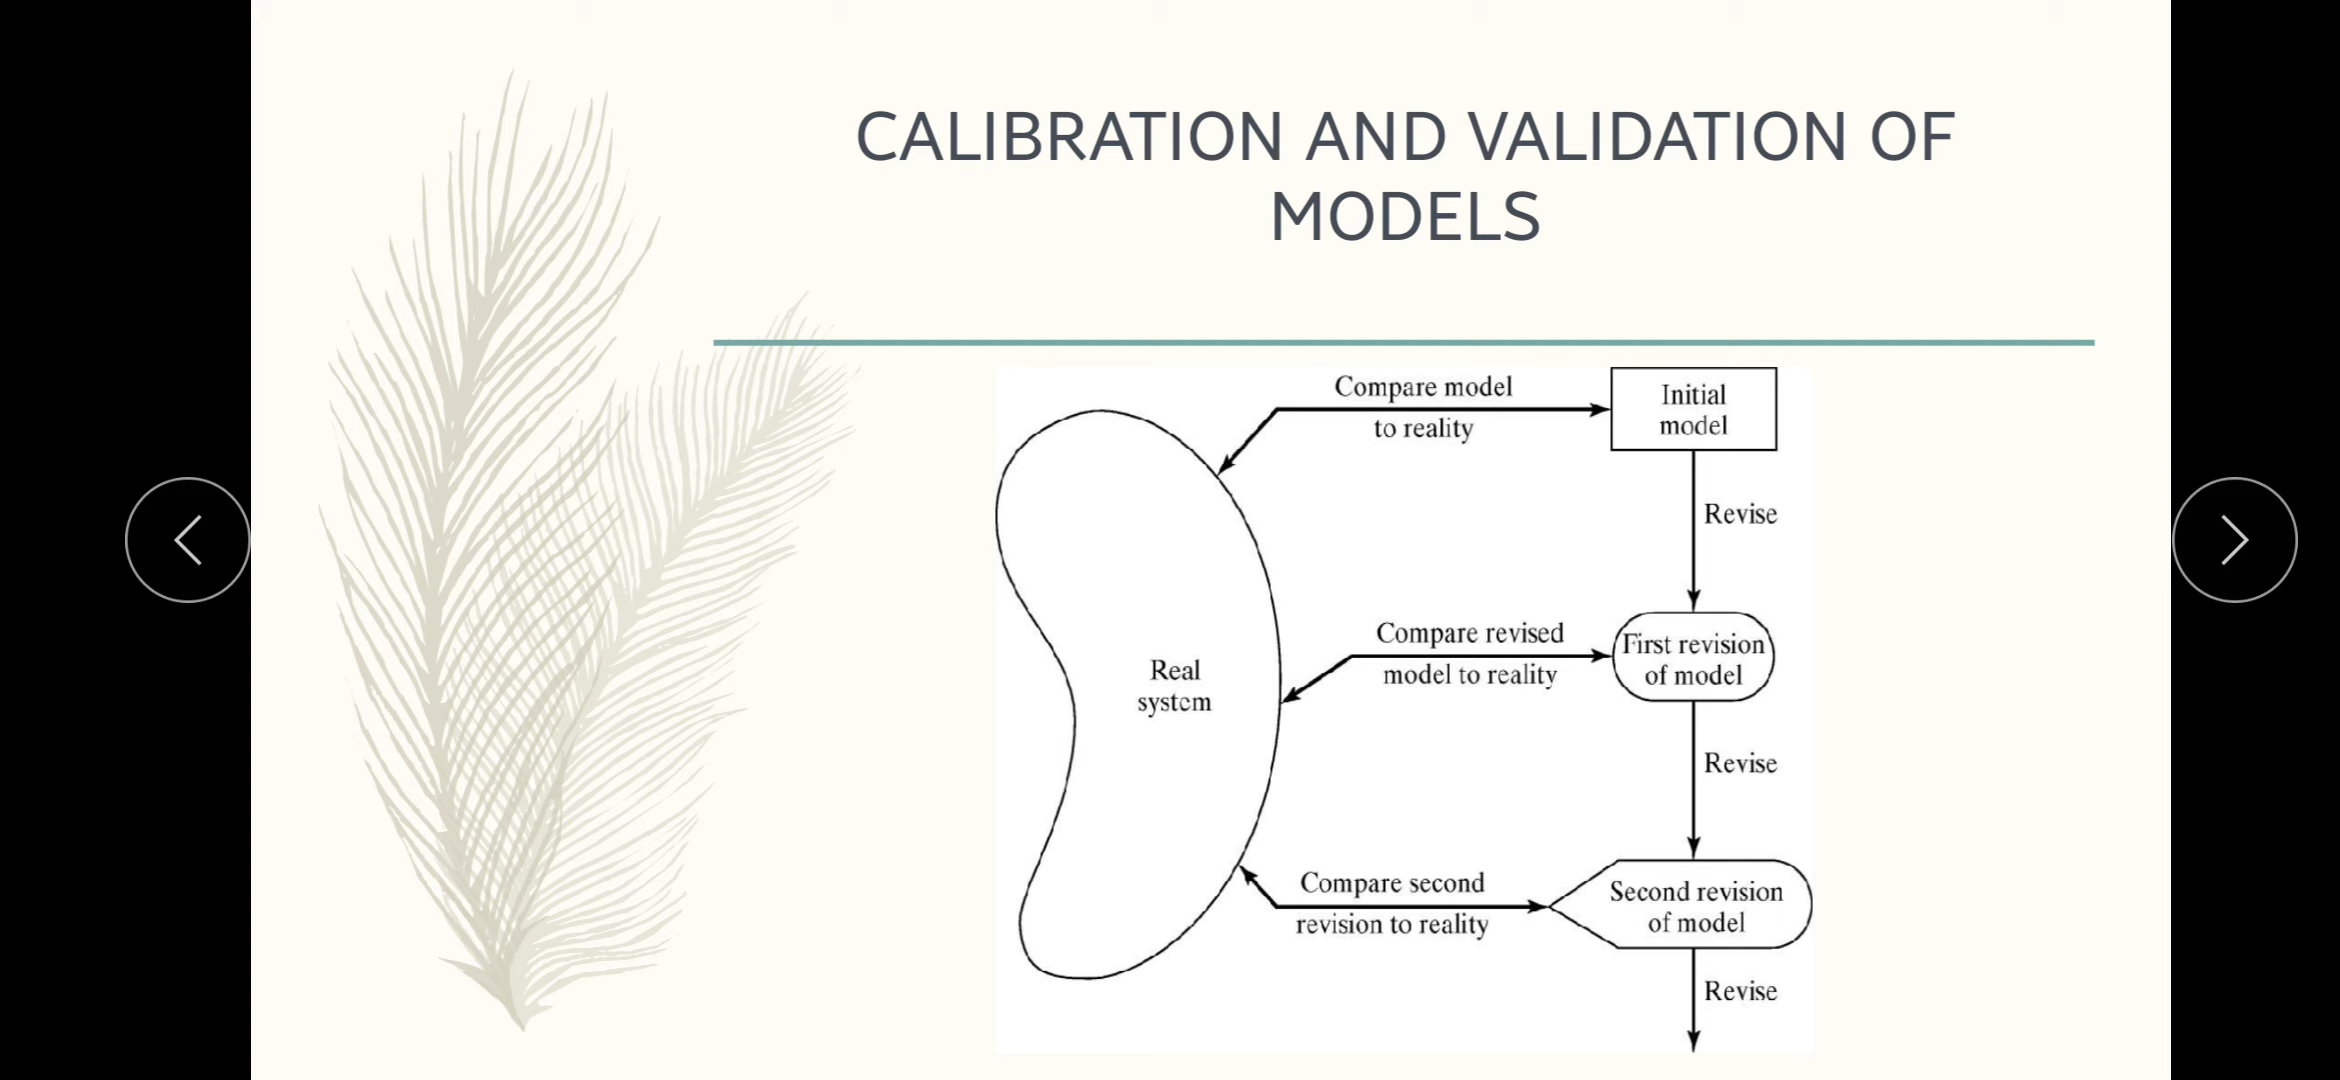 CALIBRATION AND VALIDATION OF
MODELS
Compare model
to reality
Initial
model
Revise
Compare revised
model to reality
First revision
of model
Real
system
Revise
Compare second
revision to reality
Second revision
of model
Revise